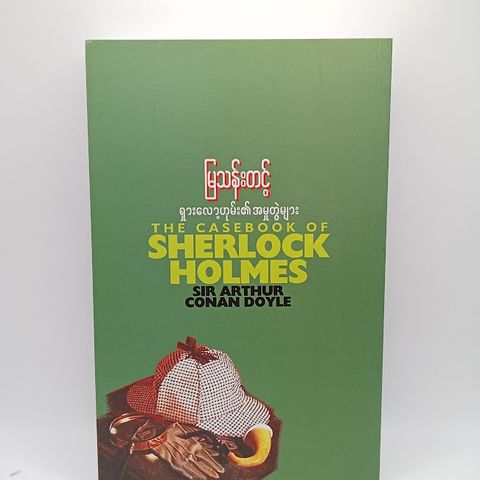 မြသန်းတင့်
ရှားလော့ဟုမ်း၏အမှုတွဲများ
THE CASEBOOK OF
SHERLOCK
HOLMES
SIR ARTHUR
CONAN DOYLE